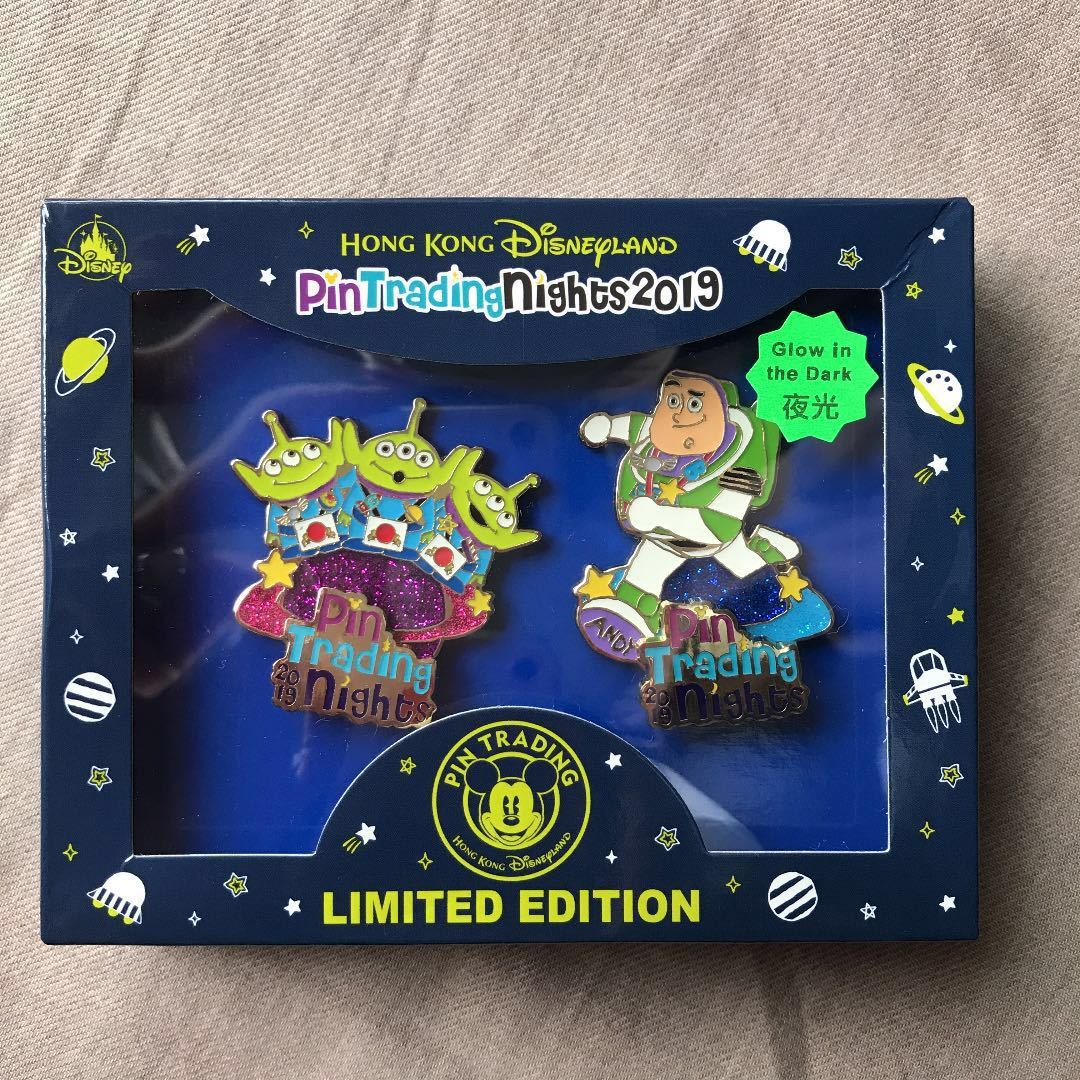 Disney
HONG KONG DISNEYLAND
PinTradingNights2019
Glow in
the Dark
夜光
Pin
Trading
2019 Nights
ANDY
Pin
Trading
2019 Nights
PIN TRADING
HONG KONG DISNEYLAND
LIMITED EDITION